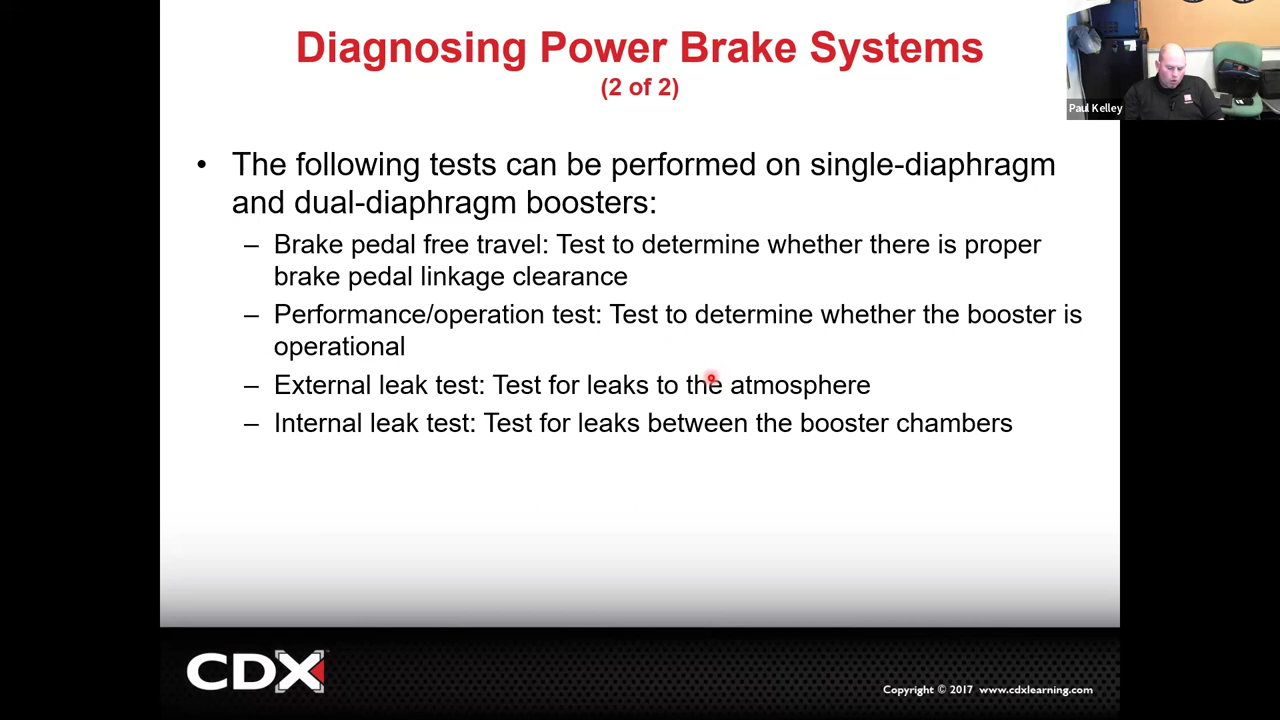 Diagnosing Power Brake Systems
(2 of 2)
Paul Kelley
• The following tests can be performed on single-diaphragm
and dual-diaphragm boosters:
– Brake pedal free travel: Test to determine whether there is proper
brake pedal linkage clearance
– Performance/operation test: Test to determine whether the booster is
operational
– External leak test: Test for leaks to the atmosphere
– Internal leak test: Test for leaks between the booster chambers
CDX
Copyright © 2017 www.cdxlearning.com